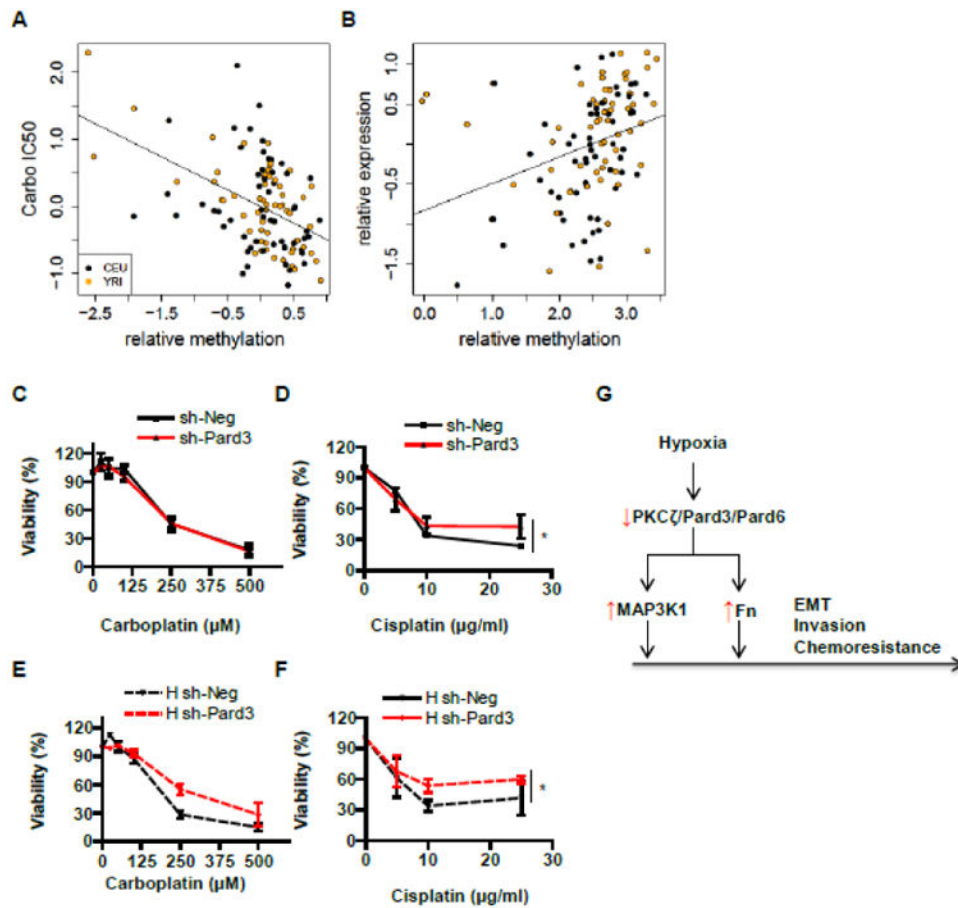 A
Carbo IC50
2.0
1.0
0.0
−1.0
CEU
YRI
−2.5
−1.5
−0.5
0.5
relative methylation
B
relative expression
0.5
−0.5
−1.5
0.0
1.0
2.0
3.0
relative methylation
C
sh-Neg
sh-Pard3
Viability (%)
120
90
60
30
0
0 125 250 375 500
Carboplatin (µM)
D
sh-Neg
sh-Pard3
Viability (%)
120
90
60
30
0
*
0 10 20 30
Cisplatin (µg/ml)
G
Hypoxia
↓PKCζ/Pard3/Pard6
↑MAP3K1 ↑Fn
EMT
Invasion
Chemoresistance
E
H sh-Neg
H sh-Pard3
Viability (%)
120
90
60
30
0
0 125 250 375 500
Carboplatin (µM)
F
H sh-Neg
H sh-Pard3
Viability (%)
120
90
60
30
0
*
0 10 20 30
Cisplatin (µg/ml)